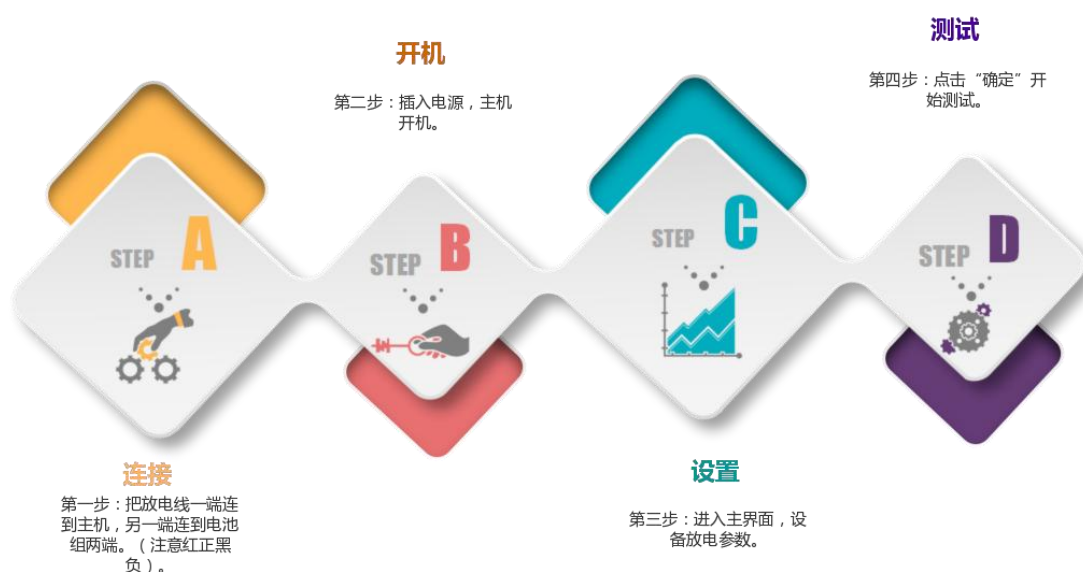 测试
开机
第四步：点击“确定”开
始测试。
第二步：插入电源，主机
开机。
STEP A
STEP B
STEP C
STEP D
连接
第一步：把放电线一端连
到主机，另一端连到电池
组两端。（注意红正黑
负）。
设置
第三步：进入主界面，设
备放电参数。